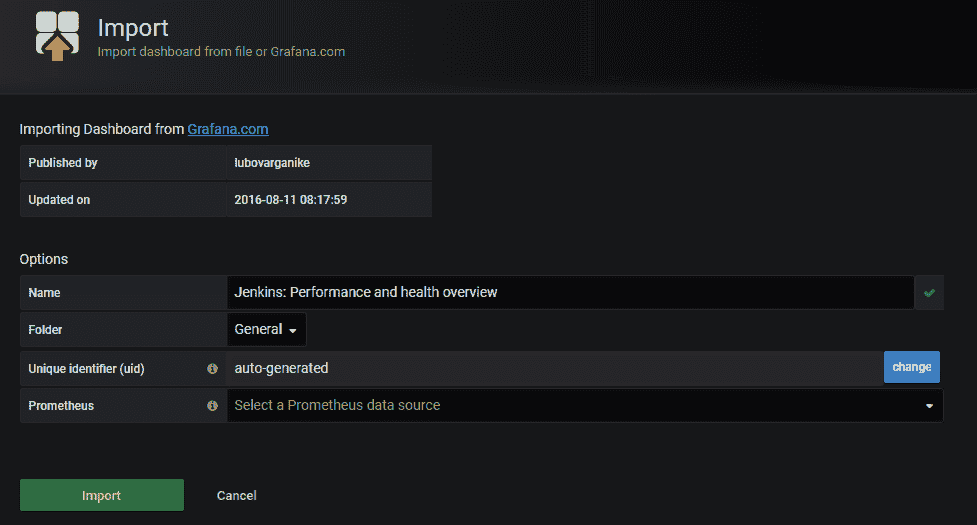 Import
Import dashboard from file or Grafana.com
Importing Dashboard from Grafana.com
Published by lubovarganike
Updated on 2016-08-11 08:17:59
Options
Name Jenkins: Performance and health overview
Folder General
Unique identifier (uid) auto-generated change
Prometheus Select a Prometheus data source
Import Cancel